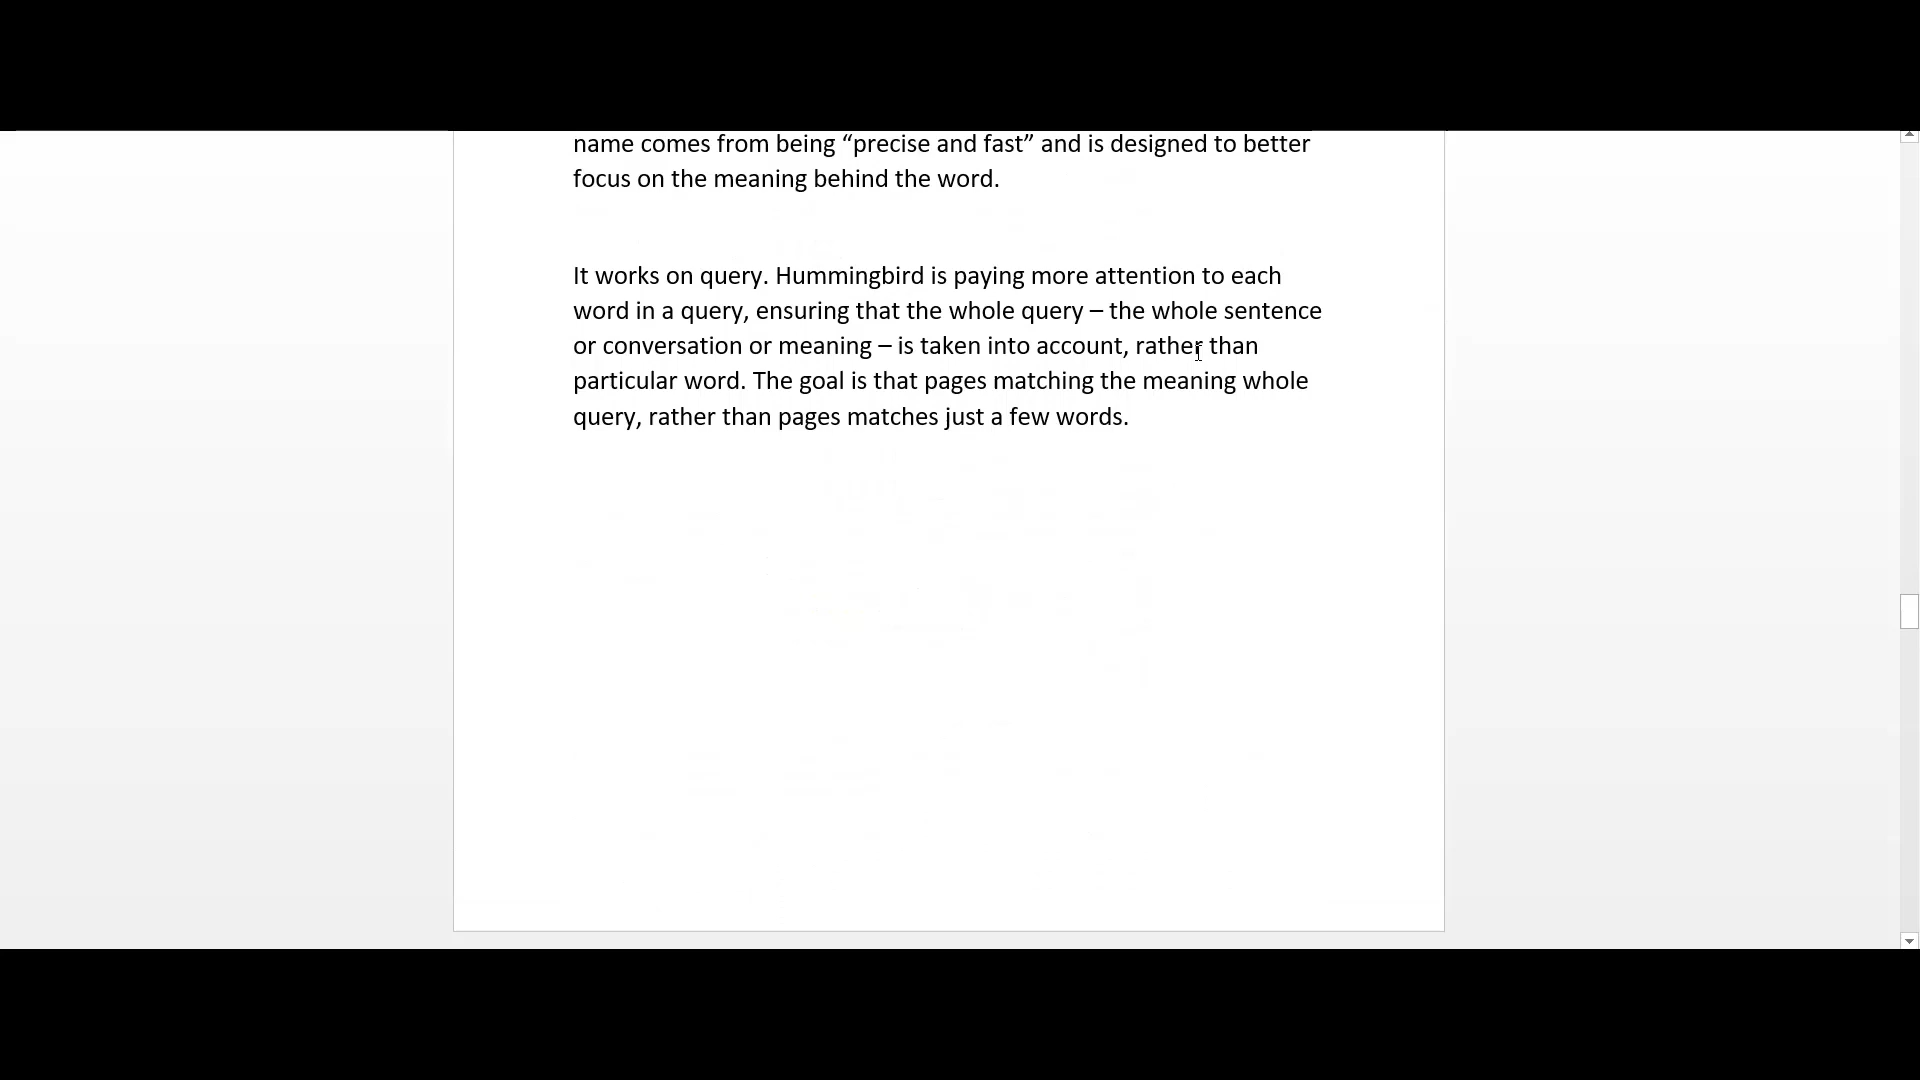 name comes from being “precise and fast” and is designed to better
focus on the meaning behind the word.
It works on query. Hummingbird is paying more attention to each
word in a query, ensuring that the whole query – the whole sentence
or conversation or meaning – is taken into account, rather than
particular word. The goal is that pages matching the meaning whole
query, rather than pages matches just a few words.